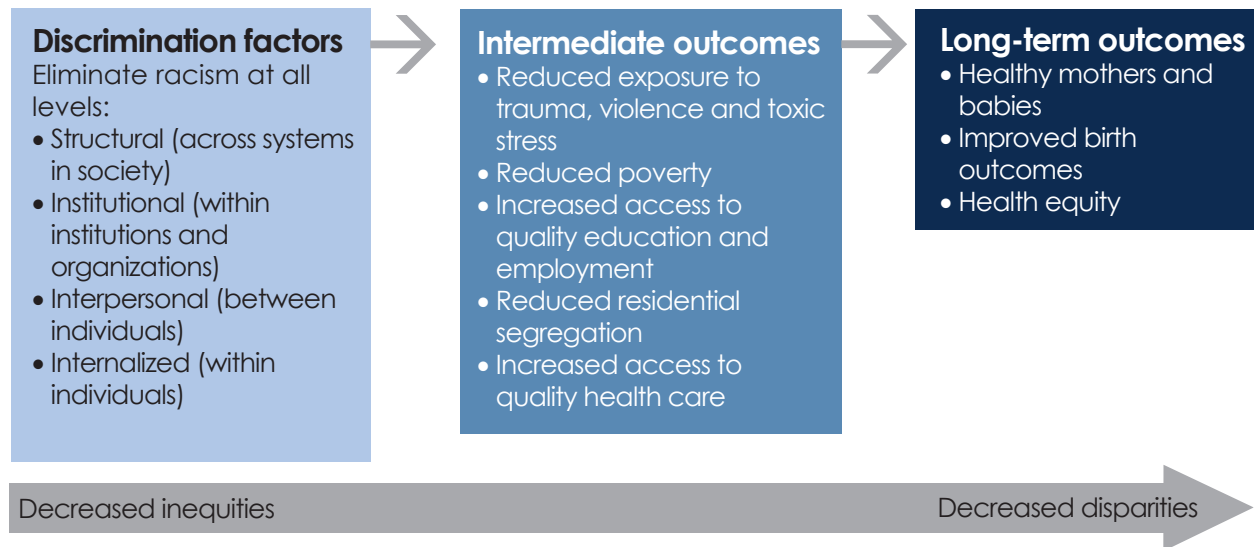 Discrimination factors
Eliminate racism at all
levels:
• Structural (across systems
in society)
• Institutional (within
institutions and
organizations)
• Interpersonal (between
individuals)
• Internalized (within
individuals)
Intermediate outcomes
• Reduced exposure to
trauma, violence and toxic
stress
• Reduced poverty
• Increased access to
quality education and
employment
• Reduced residential
segregation
• Increased access to
quality health care
Long-term outcomes
• Healthy mothers and
babies
• Improved birth
outcomes
• Health equity
Decreased inequities
Decreased disparities